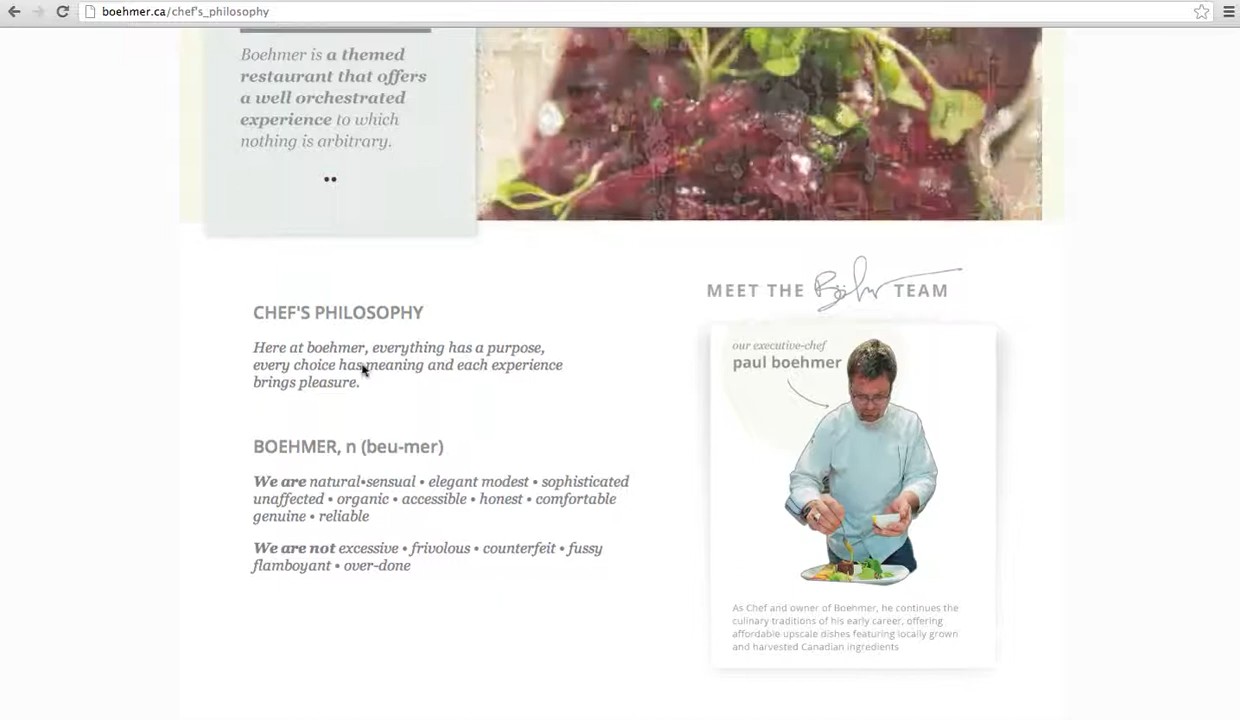 boehmer.ca/chef's_philosophy
Boehmer is a themed
restaurant that offers
a well orchestrated
experience to which
nothing is arbitrary.
CHEF'S PHILOSOPHY
Here at boehmer, everything has a purpose,
every choice has meaning and each experience
brings pleasure.
BOEHMER, n (beu-mer)
We are natural•sensual • elegant modest • sophisticated
unaffected • organic • accessible • honest • comfortable
genuine • reliable
We are not excessive • frivolous • counterfeit • fussy
flamboyant • over-done
MEET THE TEAM
our executive-chef
paul boehmer
As Chef and owner of Boehmer, he continues the
culinary traditions of his early career, offering
affordable upscale dishes featuring locally grown
and harvested Canadian ingredients